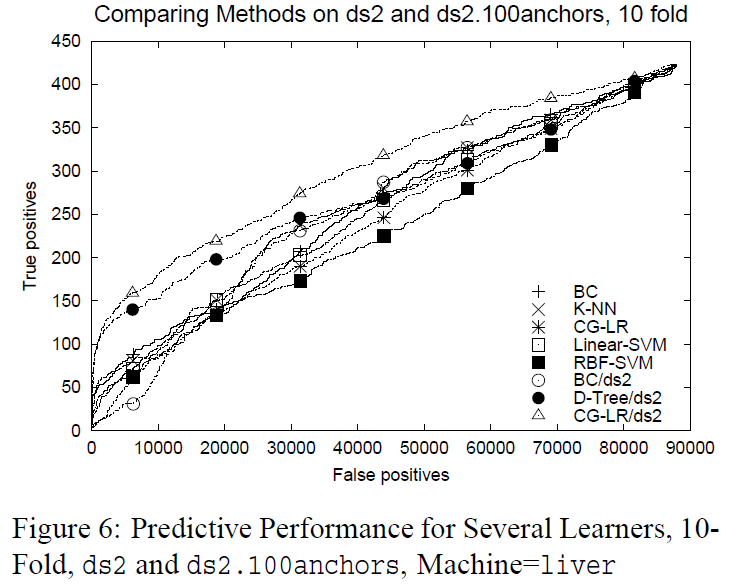 Comparing Methods on ds2 and ds2.100anchors, 10 fold
450
400
350
300
250
200
150
100
50
0
True positives
BC
K-NN
CG-LR
Linear-SVM
RBF-SVM
BC/ds2
D-Tree/ds2
CG-LR/ds2
0 10000 20000 30000 40000 50000 60000 70000 80000 90000
False positives
Figure 6: Predictive Performance for Several Learners, 10-
Fold, ds2 and ds2.100anchors, Machine=liver